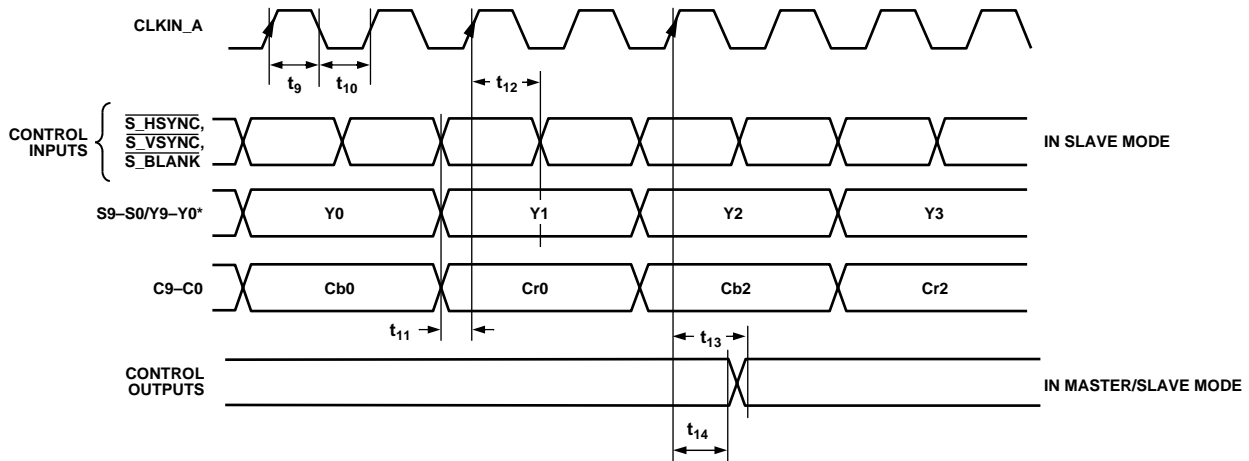 CLKIN_A
t9
t10
t12
CONTROL INPUTS
S_HSYNC,
S_VSYNC,
S_BLANK
IN SLAVE MODE
S9–S0/Y9–Y0*
Y0
Y1
Y2
Y3
C9–C0
Cb0
Cr0
Cb2
Cr2
t11
t13
CONTROL
OUTPUTS
IN MASTER/SLAVE MODE
t14